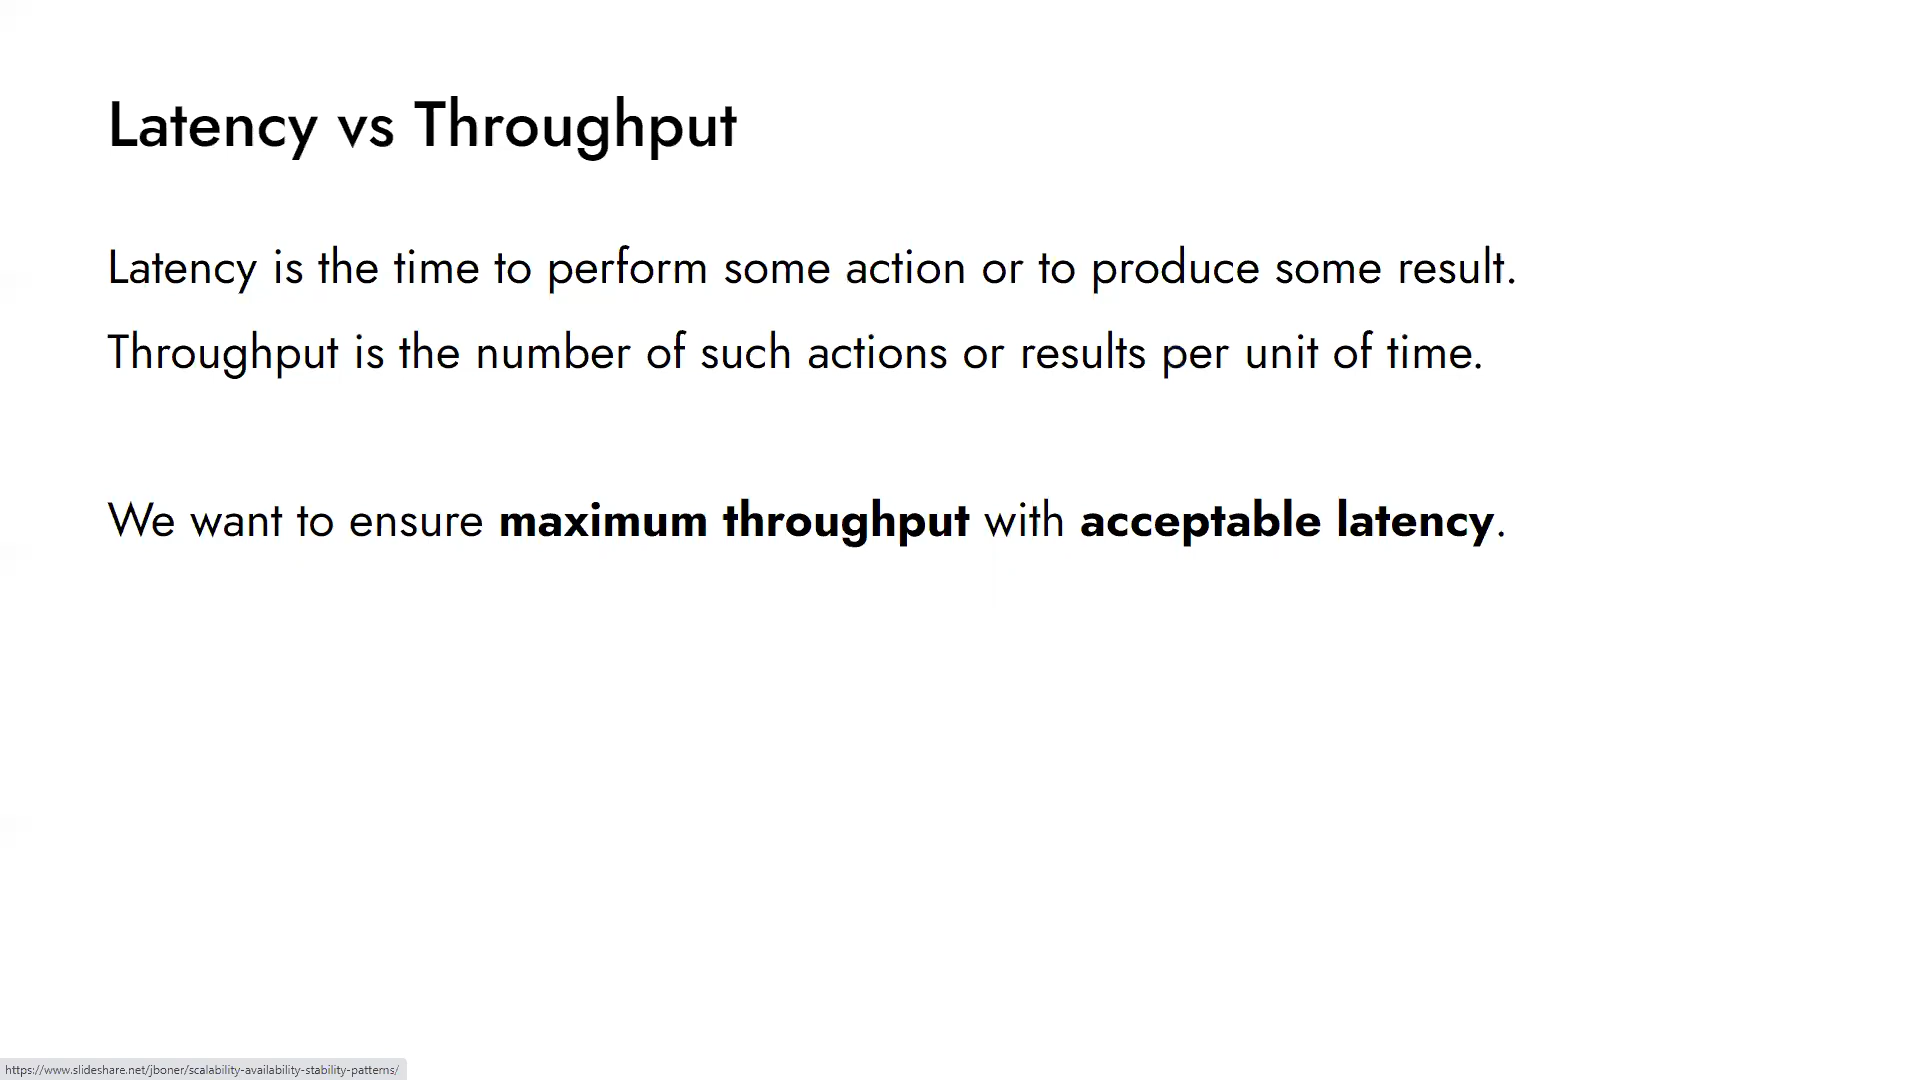 Latency vs Throughput
Latency is the time to perform some action or to produce some result.
Throughput is the number of such actions or results per unit of time.
We want to ensure maximum throughput with acceptable latency.
https://www.slideshare.net/jboner/scalability-availability-stability-patterns/